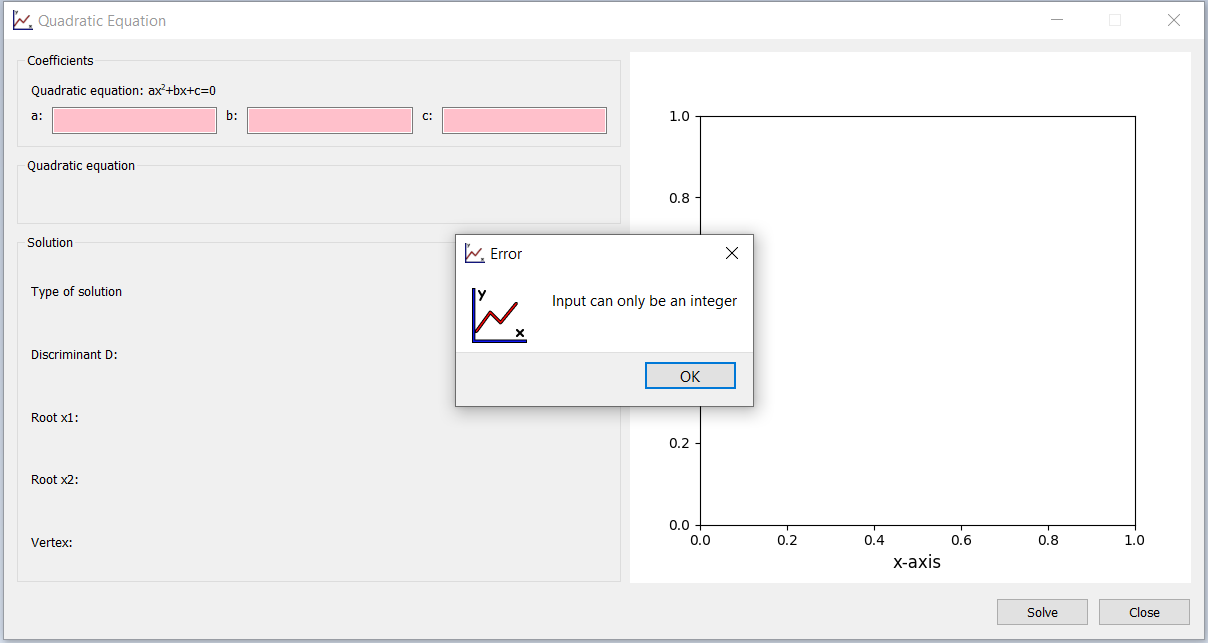 Quadratic Equation
Coefficients
Quadratic equation: ax²+bx+c=0
a:
b:
c:
Quadratic equation
Solution
Type of solution
Discriminant D:
Root x1:
Root x2:
Vertex:
1.0
0.8
0.2
0.0
0.0 0.2 0.4 0.6 0.8 1.0
x-axis
Error
y
x
Input can only be an integer
OK
Solve
Close